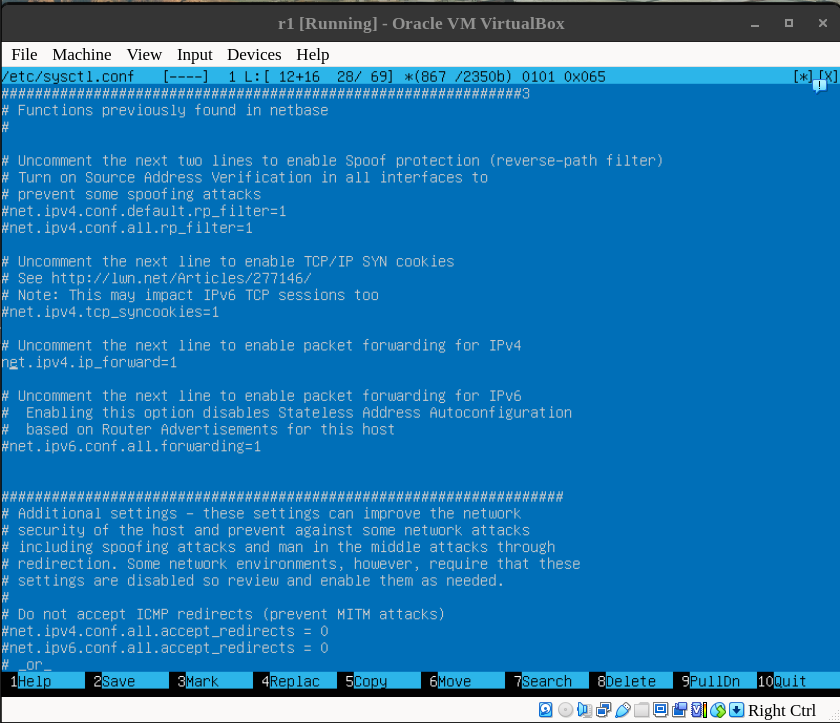 r1 [Running] - Oracle VM VirtualBox
File Machine View Input Devices Help
/etc/sysctl.conf [----] 1 L:[ 12+16 28/ 69] *(867 /2350b) 0101 0x065 [*][X]
##############################################################3
# Functions previously found in netbase
#
# Uncomment the next two lines to enable Spoof protection (reverse-path filter)
# Turn on Source Address Verification in all interfaces to
# prevent some spoofing attacks
#net.ipv4.conf.default.rp_filter=1
#net.ipv4.conf.all.rp_filter=1
# Uncomment the next line to enable TCP/IP SYN cookies
# See http://lwn.net/Articles/277146/
# Note: This may impact IPv6 TCP sessions too
#net.ipv4.tcp_syncookies=1
# Uncomment the next line to enable packet forwarding for IPv4
net.ipv4.ip_forward=1
# Uncomment the next line to enable packet forwarding for IPv6
#  Enabling this option disables Stateless Address Autoconfiguration
#  based on Router Advertisements for this host
#net.ipv6.conf.all.forwarding=1
###################################################################
# Additional settings - these settings can improve the network
# security of the host and prevent against some network attacks
# including spoofing attacks and man in the middle attacks through
# redirection. Some network environments, however, require that these
# settings are disabled so review and enable them as needed.
#
# Do not accept ICMP redirects (prevent MITM attacks)
#net.ipv4.conf.all.accept_redirects = 0
#net.ipv6.conf.all.accept_redirects = 0
# _or_
1Help 2Save 3Mark 4Replac 5Copy 6Move 7Search 8Delete 9PullDn 10Quit
Right Ctrl